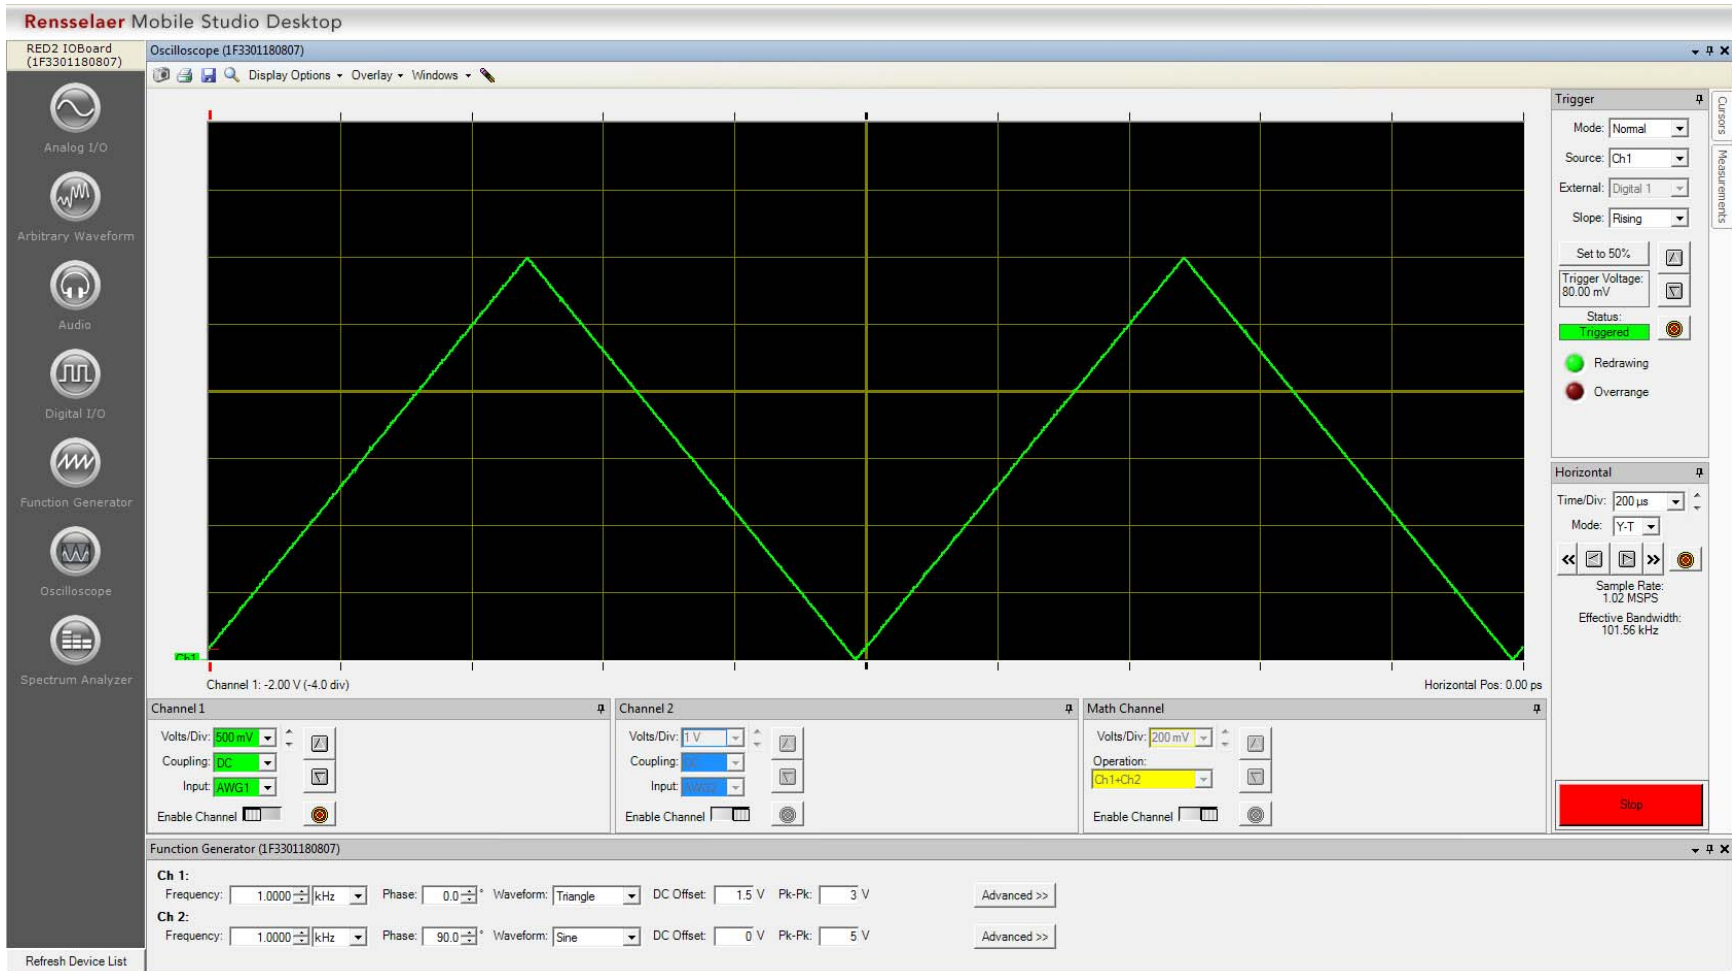 Rensselaer Mobile Studio Desktop
RED2 IOBoard
(1F3301180807)
Analog I/O
Arbitrary Waveform
Audio
Digital I/O
Function Generator
Oscilloscope
Spectrum Analyzer
Refresh Device List
Oscilloscope (1F3301180807)
Display Options Overlay Windows
Ch1
Channel 1: -2.00 V (-4.0 div)
Horizontal Pos: 0.00 ps
Trigger
Mode: Normal
Source: Ch1
External: Digital 1
Slope: Rising
Set to 50%
Trigger Voltage:
80.00 mV
Status:
Triggered
Redrawing
Overrange
Cursors
Measurements
Horizontal
Time/Div: 200 µs
Mode: Y-T
Sample Rate:
1.02 MSPS
Effective Bandwidth:
101.56 kHz
Stop
Channel 1
Volts/Div: 500 mV
Coupling: DC
Input: AWG1
Enable Channel
Channel 2
Volts/Div: 1 V
Coupling: DC
Input: AWG2
Enable Channel
Math Channel
Volts/Div: 200 mV
Operation:
Ch1+Ch2
Enable Channel
Function Generator (1F3301180807)
Ch 1:
Frequency: 1.0000 kHz Phase: 0.0 ° Waveform: Triangle DC Offset: 1.5 V Pk-Pk: 3 V Advanced >>
Ch 2:
Frequency: 1.0000 kHz Phase: 90.0 ° Waveform: Sine DC Offset: 0 V Pk-Pk: 5 V Advanced >>